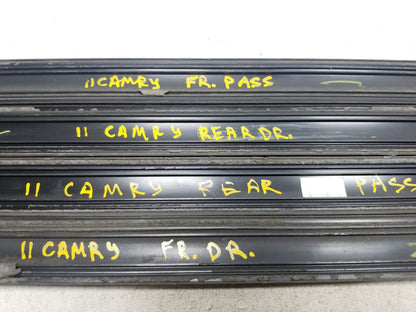 11 CAMRY FR. PASS
11 CAMRY REAR DR.
11 CAMRY REAR PASS
11 CAMRY FR. DR.